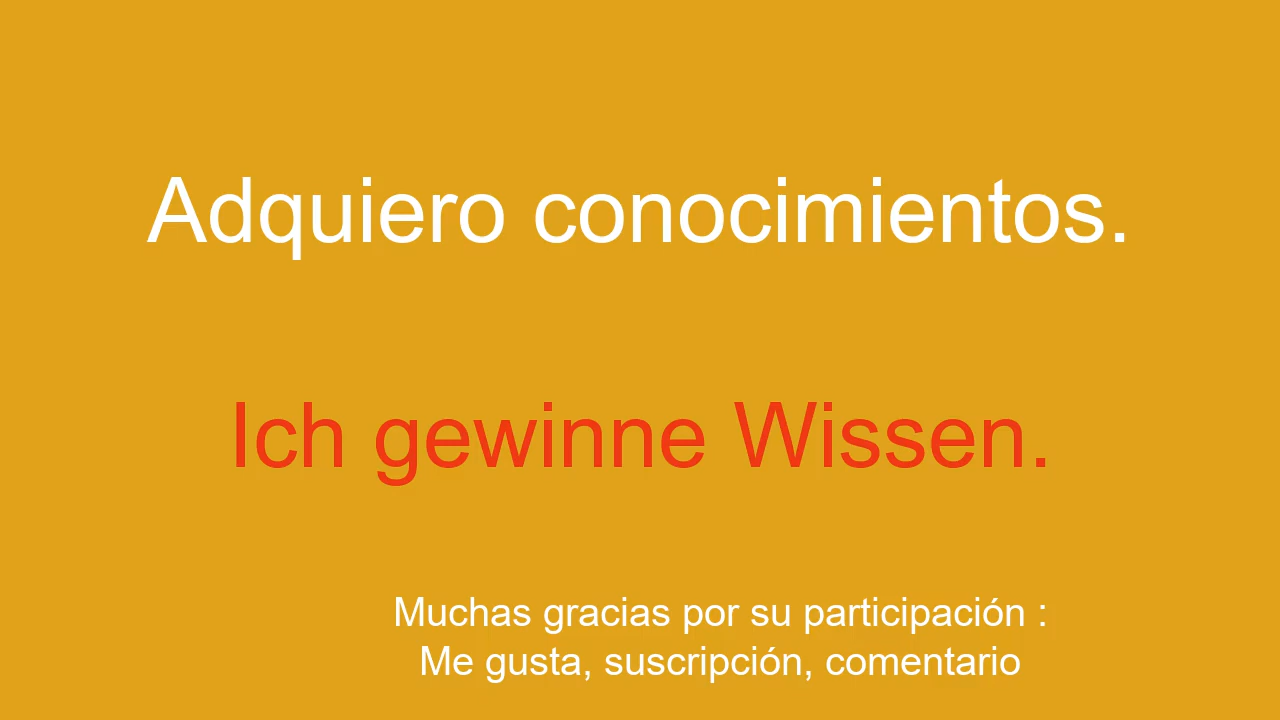 Adquiero conocimientos.
Ich gewinne Wissen.
Muchas gracias por su participación :
Me gusta, suscripción, comentario